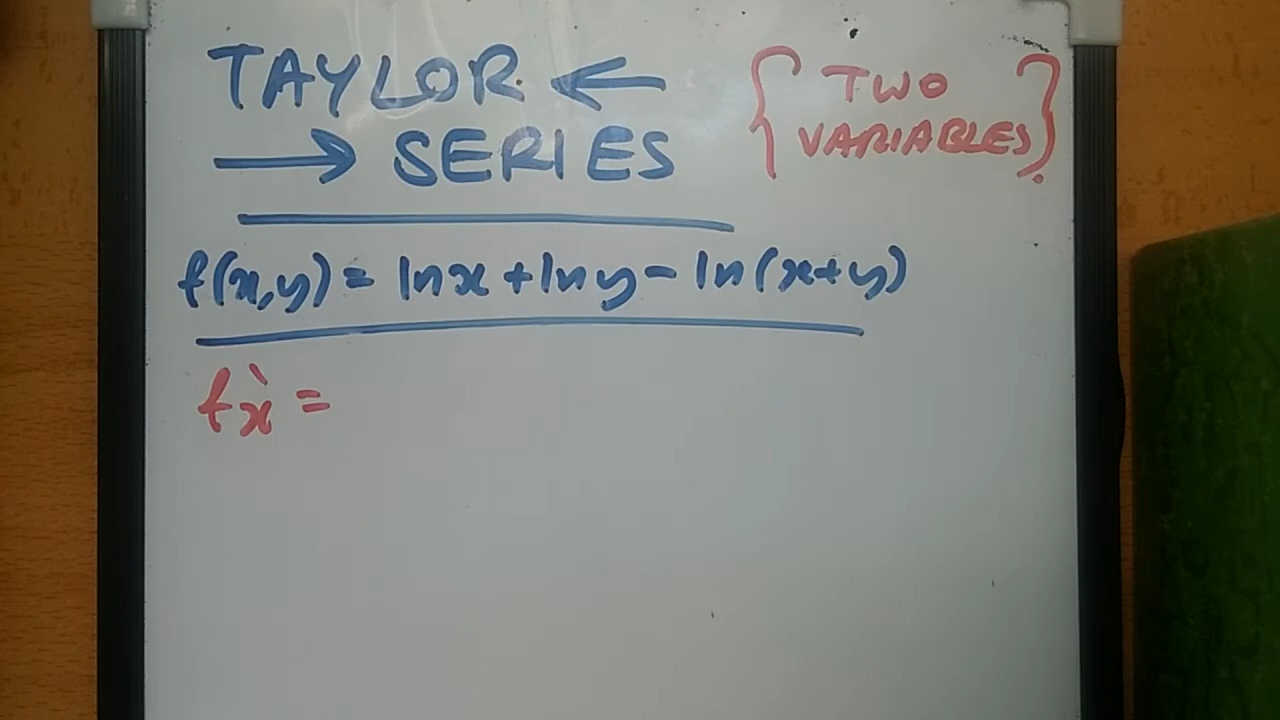 TAYLOR ←
→ SERIES
{ TWO VARIABLES }
f(x,y) = lnx + lny - ln(x+y)
fx̀ =